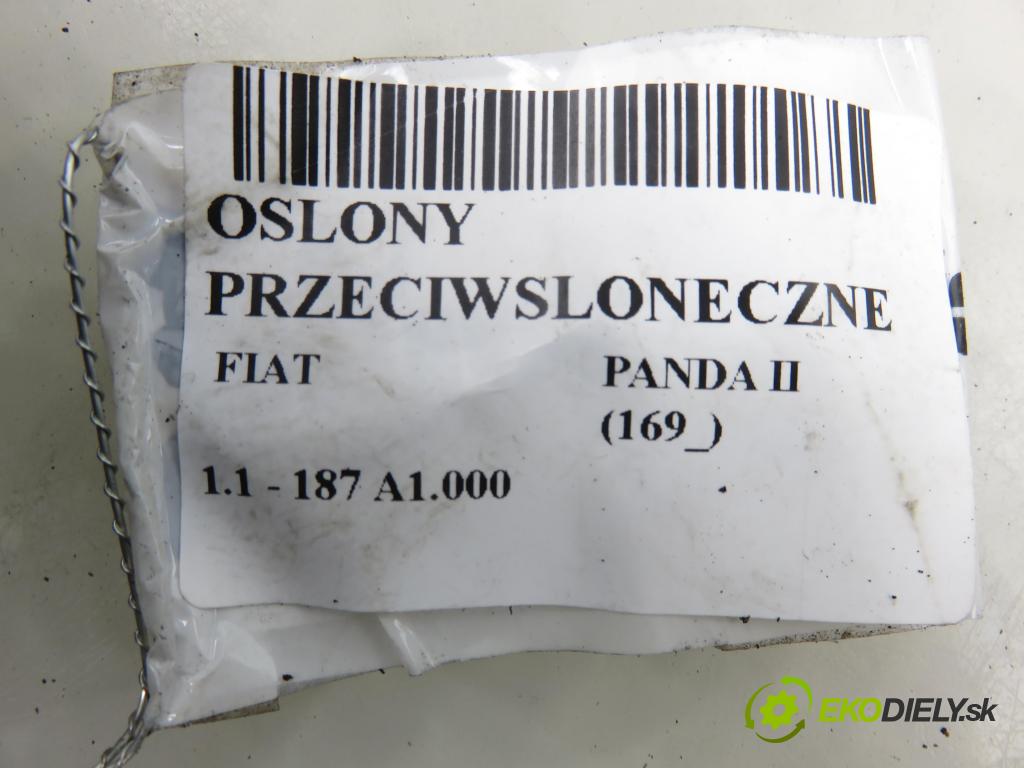 OSLONY
PRZECIWSLONECZNE
FIAT PANDA II
(169_)
1.1 - 187 A1.000
EKODIELY.sk